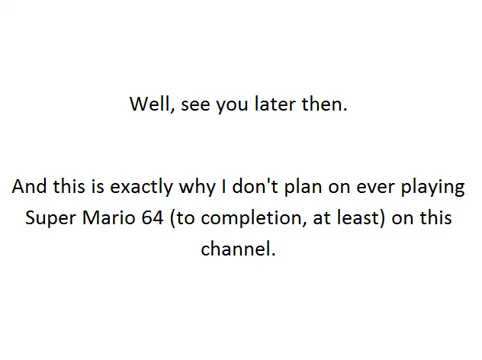 Well, see you later then.
And this is exactly why I don't plan on ever playing
Super Mario 64 (to completion, at least) on this
channel.